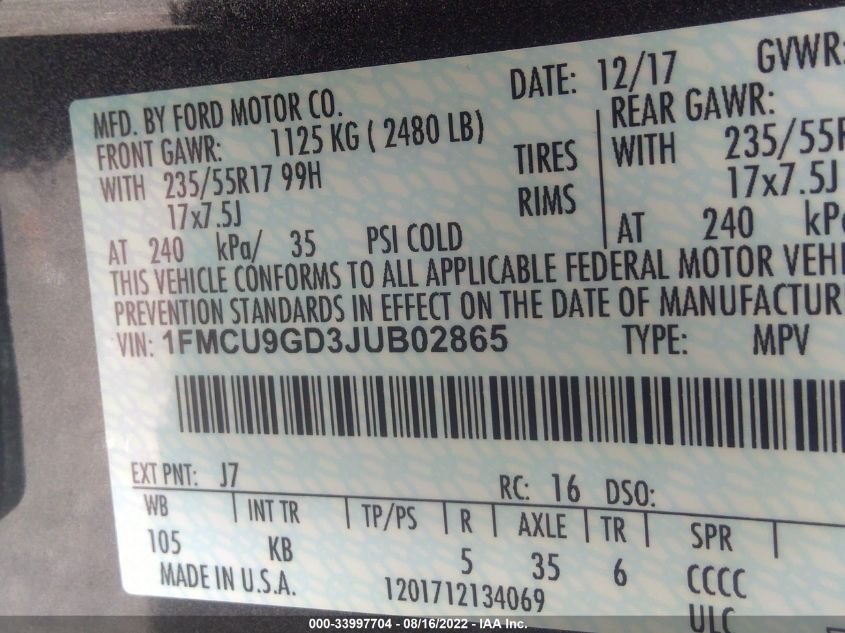 MFD. BY FORD MOTOR CO.
DATE: 12/17
GVWR:
FRONT GAWR: 1125 KG ( 2480 LB)
REAR GAWR:
WITH 235/55R17 99H TIRES
WITH 235/55R
17x7.5J RIMS
17x7.5J
AT 240 kPa/ 35 PSI COLD
AT 240 kPa
THIS VEHICLE CONFORMS TO ALL APPLICABLE FEDERAL MOTOR VEHI
PREVENTION STANDARDS IN EFFECT ON THE DATE OF MANUFACTUR
VIN: 1FMCU9GD3JUB02865 TYPE: MPV
EXT PNT: J7 RC: 16 DSO:
WB INT TR TP/PS R AXLE TR SPR
105 KB 5 35 6 CCCC
MADE IN U.S.A. 1201712134069
ULC
000-33997704 - 08/16/2022 - IAA Inc.